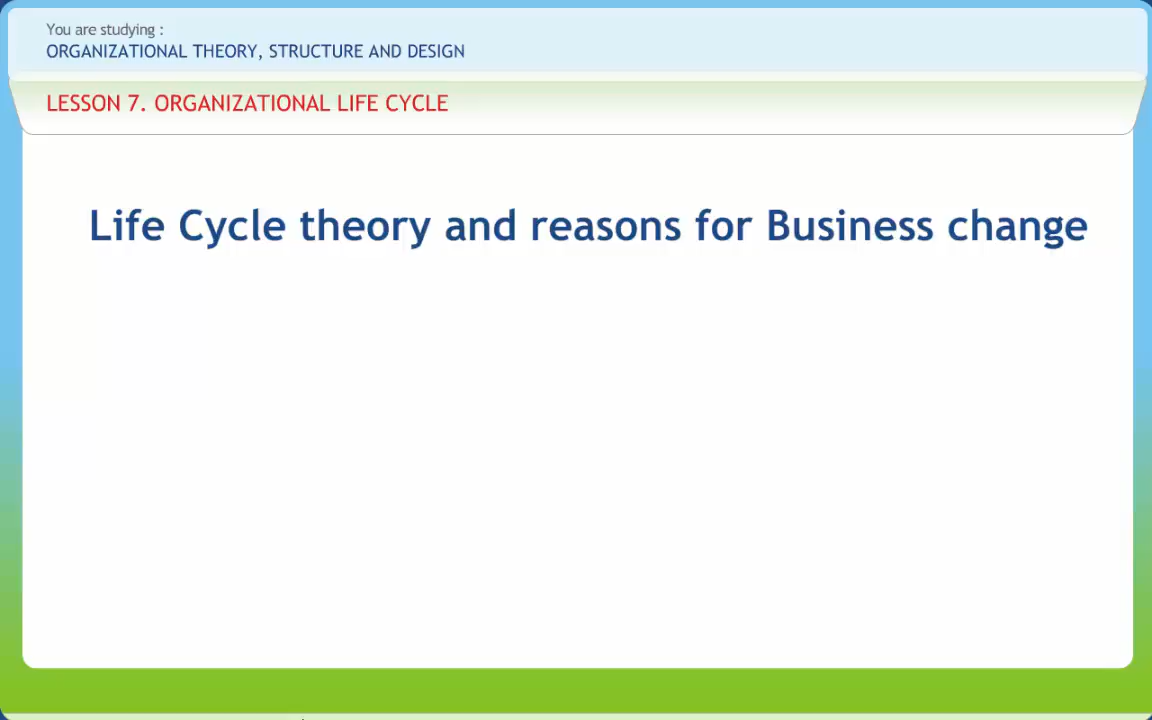 You are studying :
ORGANIZATIONAL THEORY, STRUCTURE AND DESIGN
LESSON 7. ORGANIZATIONAL LIFE CYCLE
Life Cycle theory and reasons for Business change